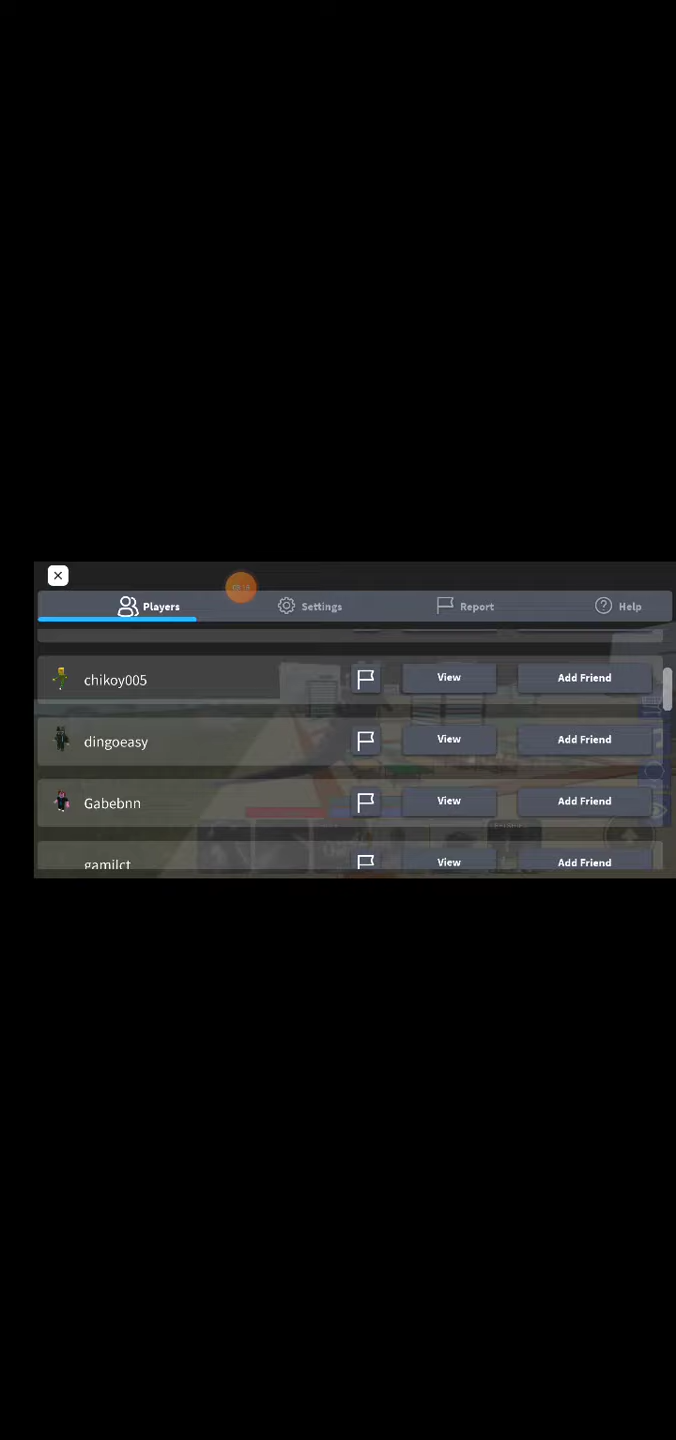 Players Settings Report Help
chikoy005 View Add Friend
dingoeasy View Add Friend
Gabebnn View Add Friend
gamilct View Add Friend